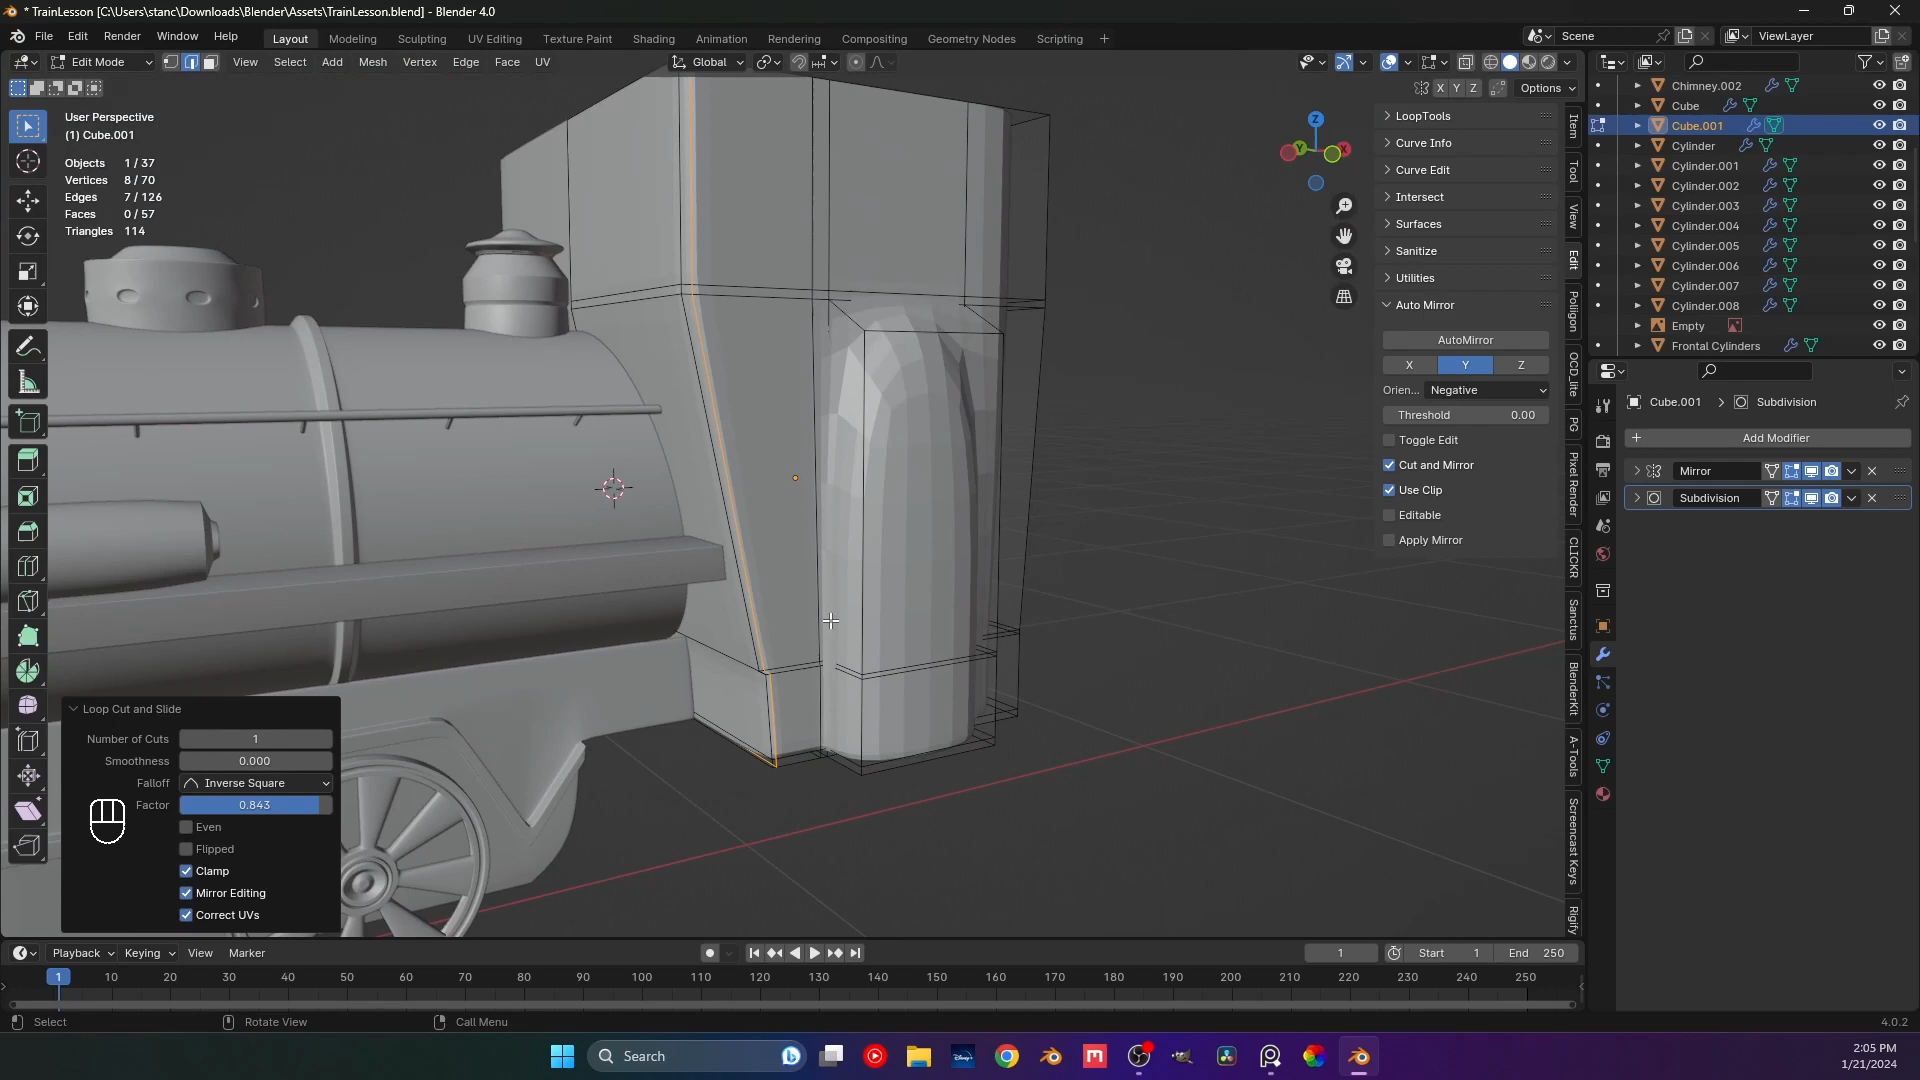 * TrainLesson [C:\Users\stanc\Downloads\Blender\Assets\TrainLesson.blend] - Blender 4.0
File Edit Render Window Help
Layout Modeling Sculpting UV Editing Texture Paint Shading Animation Rendering Compositing Geometry Nodes Scripting +
Scene
ViewLayer
Edit Mode View Select Add Mesh Vertex Edge Face UV
Global
X Y Z Options
User Perspective
(1) Cube.001
Objects 1 / 37
Vertices 8 / 70
Edges 7 / 126
Faces 0 / 57
Triangles 114
LoopTools
Curve Info
Curve Edit
Intersect
Surfaces
Sanitize
Utilities
Auto Mirror
AutoMirror
X Y Z
Orien... Negative
Threshold 0.00
Toggle Edit
Cut and Mirror
Use Clip
Editable
Apply Mirror
Item
Tool
View
Edit
Poliigon
OCD_lite
PG
Pixel Render
CLICKR
Sanctus
BlenderKit
A-Tools
Screencast Keys
Rigify
Z
Y
X
Chimney.002
Cube
Cube.001
Cylinder
Cylinder.001
Cylinder.002
Cylinder.003
Cylinder.004
Cylinder.005
Cylinder.006
Cylinder.007
Cylinder.008
Empty
Frontal Cylinders
Cube.001 > Subdivision
+ Add Modifier
Mirror
Subdivision
Loop Cut and Slide
Number of Cuts 1
Smoothness 0.000
Falloff Inverse Square
Factor 0.843
Even
Flipped
Clamp
Mirror Editing
Correct UVs
Playback Keying View Marker
1 Start 1 End 250
1 10 20 30 40 50 60 70 80 90 100 110 120 130 140 150 160 170 180 190 200 210 220 230 240 250
Select Rotate View Call Menu
4.0.2
Search
Disney+
2:05 PM
1/21/2024